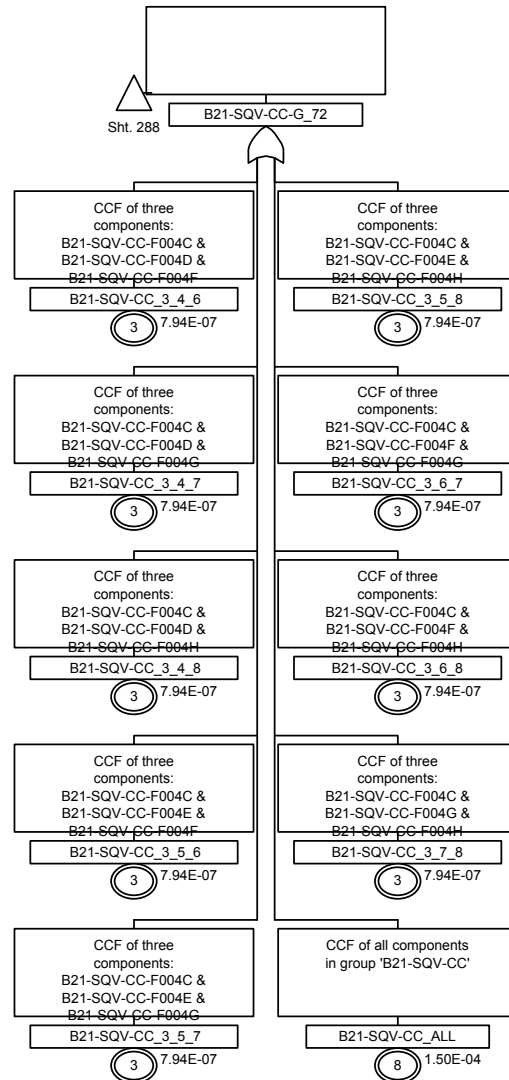 Sht. 288
B21-SQV-CC-G_72
CCF of three
components:
B21-SQV-CC-F004C &
B21-SQV-CC-F004D &
B21-SQV-CC-F004F
B21-SQV-CC_3_4_6
3
7.94E-07
CCF of three
components:
B21-SQV-CC-F004C &
B21-SQV-CC-F004E &
B21-SQV-CC-F004H
B21-SQV-CC_3_5_8
3
7.94E-07
CCF of three
components:
B21-SQV-CC-F004C &
B21-SQV-CC-F004D &
B21-SQV-CC-F004G
B21-SQV-CC_3_4_7
3
7.94E-07
CCF of three
components:
B21-SQV-CC-F004C &
B21-SQV-CC-F004F &
B21-SQV-CC-F004G
B21-SQV-CC_3_6_7
3
7.94E-07
CCF of three
components:
B21-SQV-CC-F004C &
B21-SQV-CC-F004D &
B21-SQV-CC-F004H
B21-SQV-CC_3_4_8
3
7.94E-07
CCF of three
components:
B21-SQV-CC-F004C &
B21-SQV-CC-F004F &
B21-SQV-CC-F004H
B21-SQV-CC_3_6_8
3
7.94E-07
CCF of three
components:
B21-SQV-CC-F004C &
B21-SQV-CC-F004E &
B21-SQV-CC-F004F
B21-SQV-CC_3_5_6
3
7.94E-07
CCF of three
components:
B21-SQV-CC-F004C &
B21-SQV-CC-F004G &
B21-SQV-CC-F004H
B21-SQV-CC_3_7_8
3
7.94E-07
CCF of three
components:
B21-SQV-CC-F004C &
B21-SQV-CC-F004E &
B21-SQV-CC-F004G
B21-SQV-CC_3_5_7
3
7.94E-07
CCF of all components
in group 'B21-SQV-CC'
B21-SQV-CC_ALL
8
1.50E-04